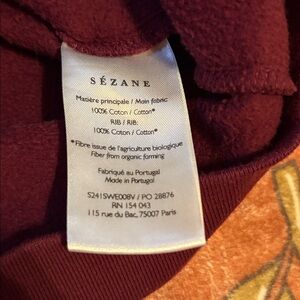 SÉZANE
Matière principale / Main fabric:
100% Coton / Cotton*
RIB / RIB:
100% Coton / Cotton*
*Fibre issue de l'agriculture biologique
Fiber from organic farming
Fabriqué au Portugal
Made in Portugal
S241SWE008V / PO 28876
RN 154 043
115 rue du Bac, 75007 Paris